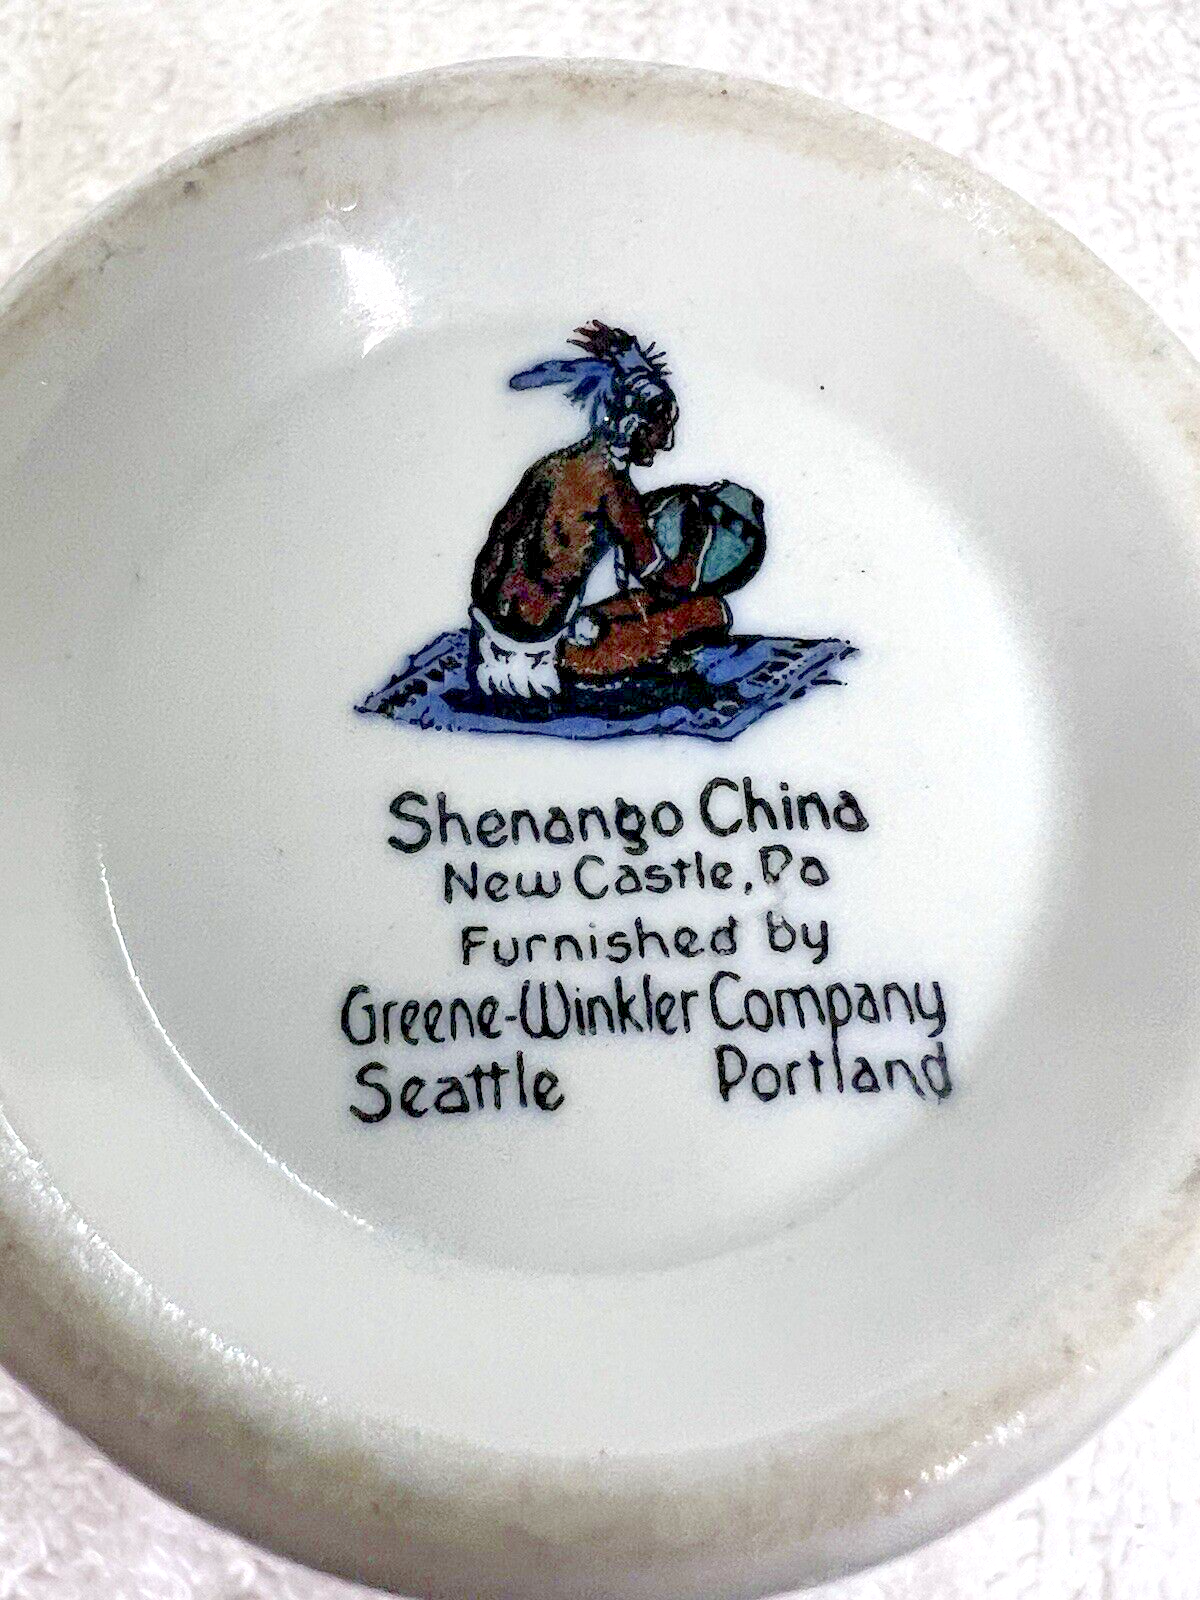 Shenango China
New Castle, Pa
Furnished by
Greene-Winkler Company
Seattle Portland